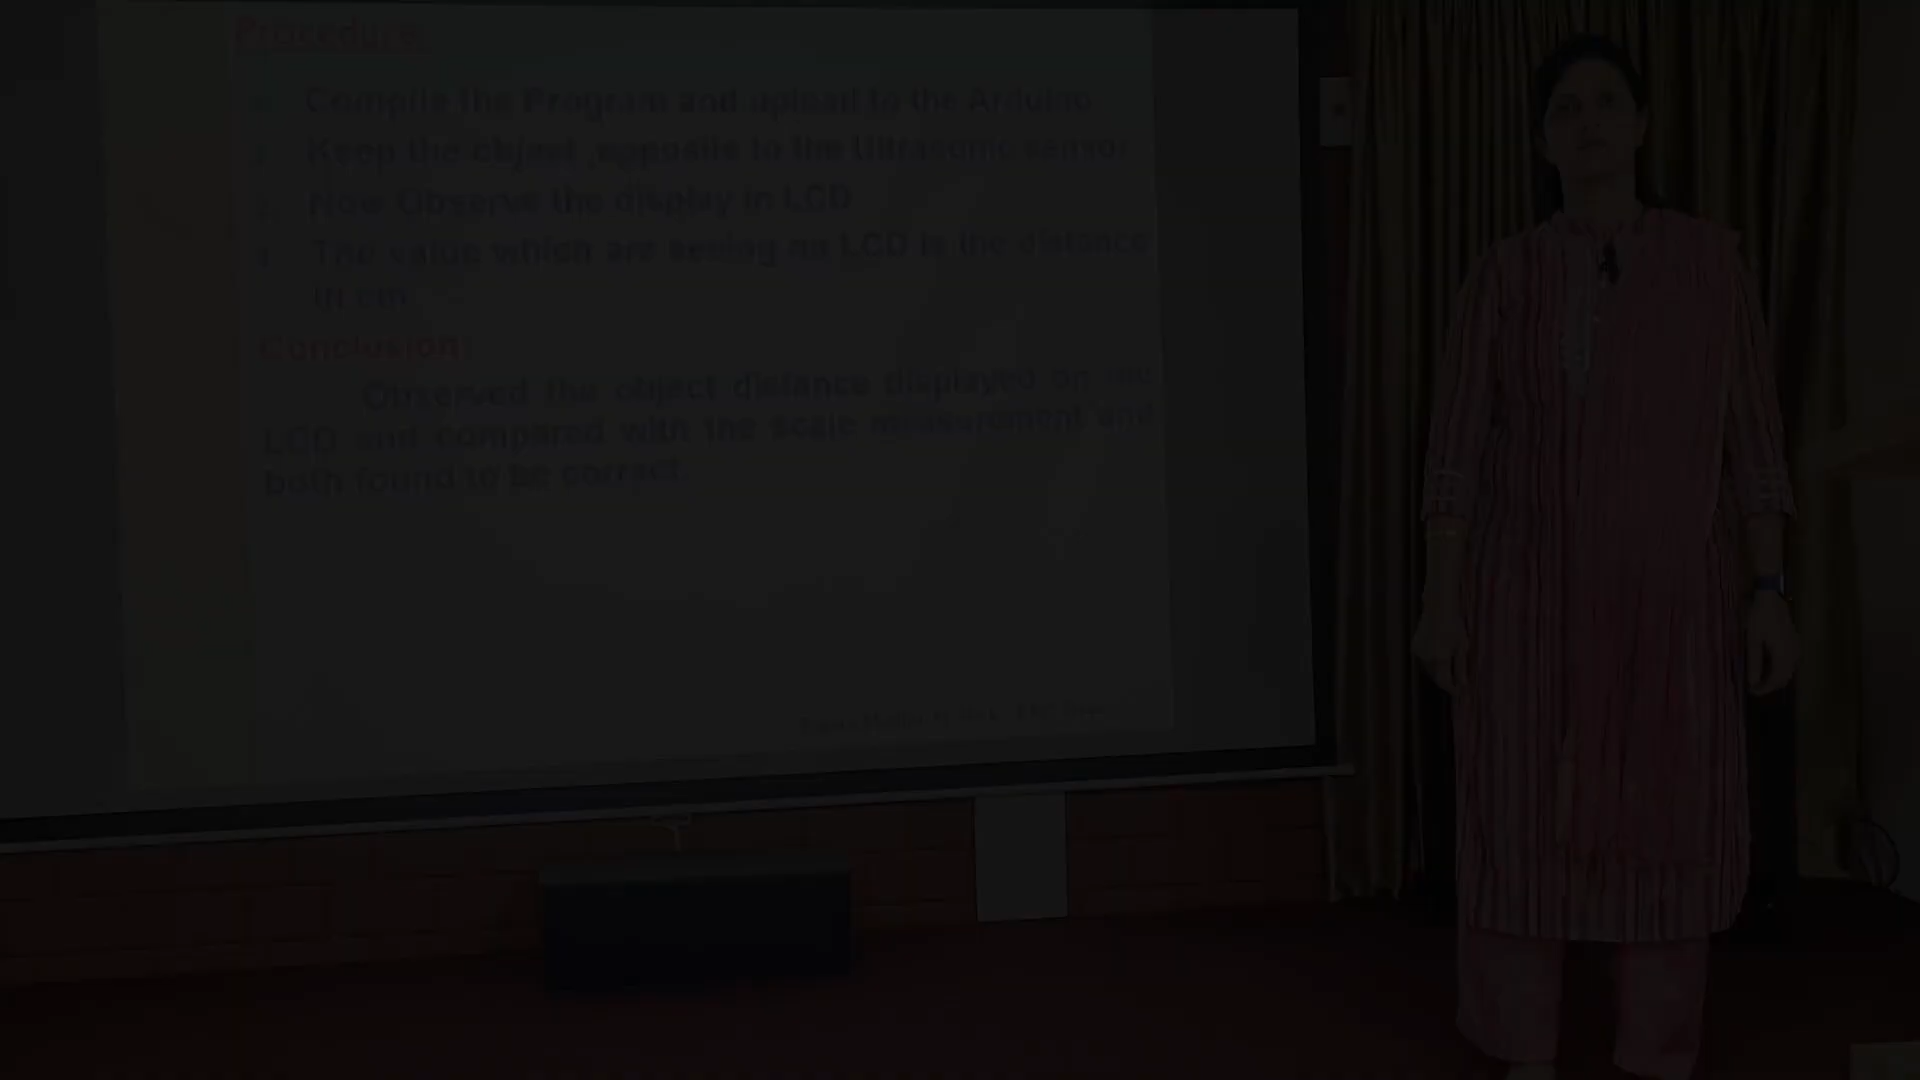 Procedure:
Compile the Program and upload to the Arduino
Keep the object ,opposite to the Ultrasonic sensor
Now Observe the display in LCD
The value which are seeing on LCD is the distance
in cm
Conclusion:
Observed the object distance displayed on the
LCD and compared with the scale measurement and
both found to be correct.